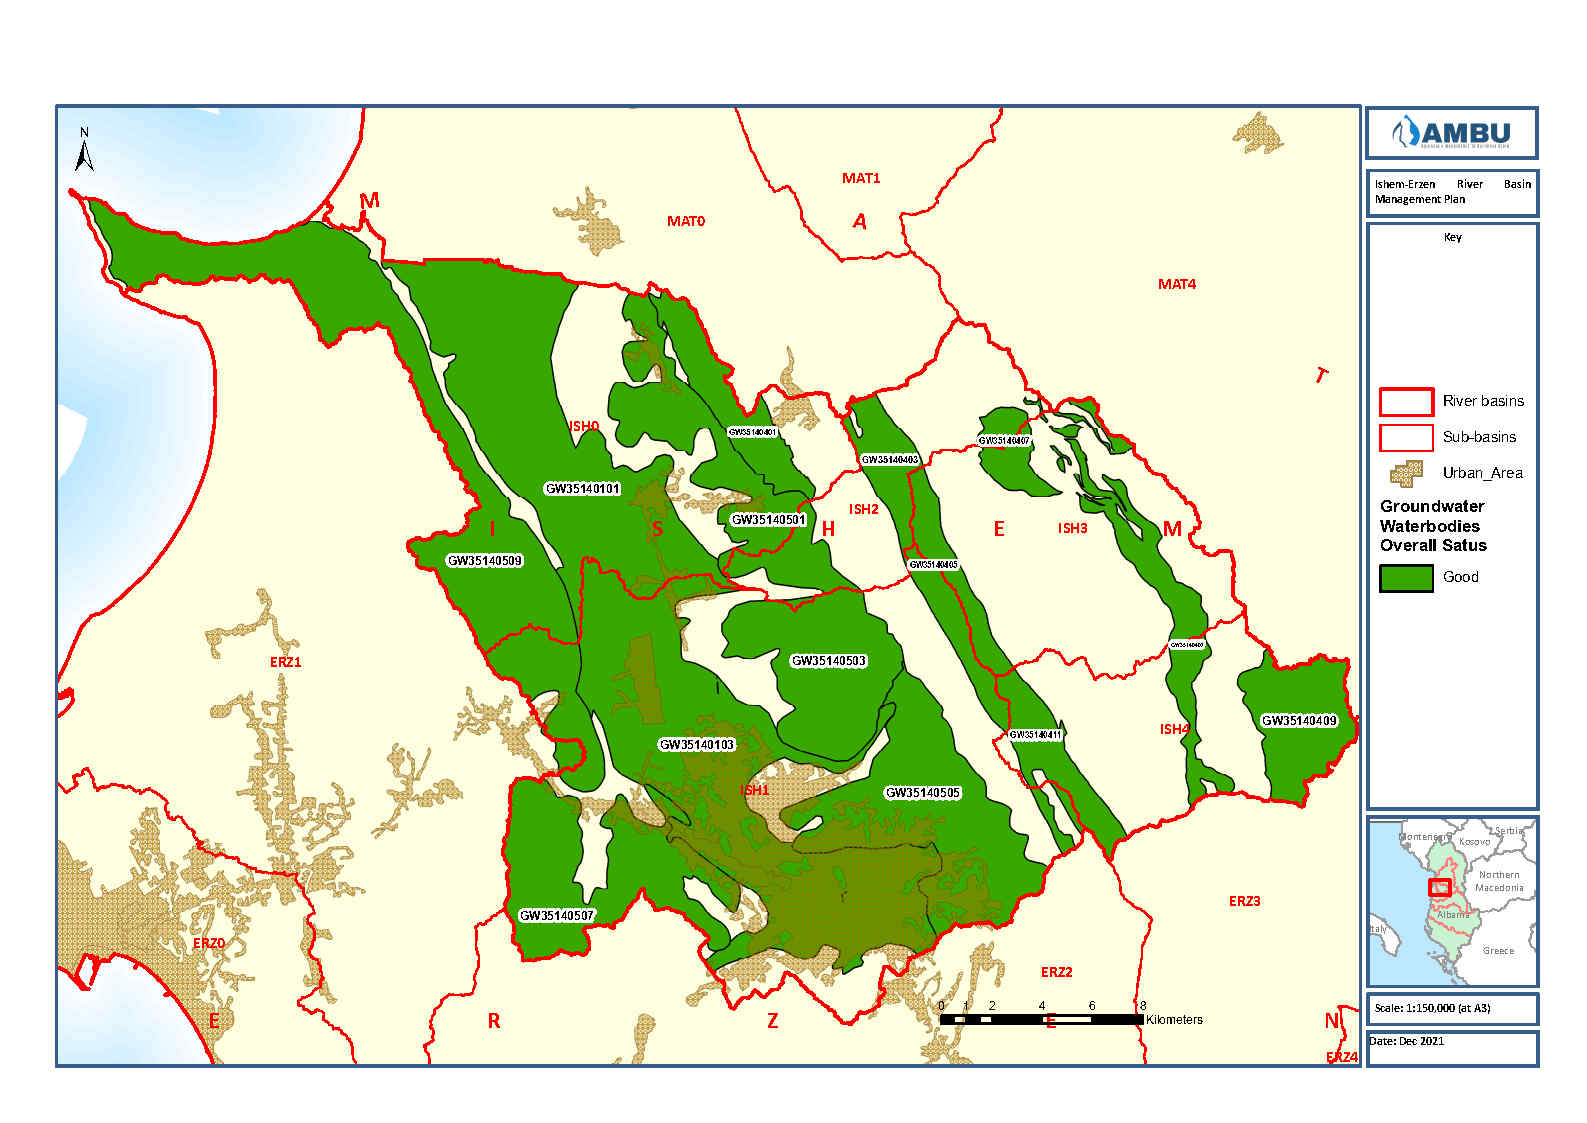 N
M
MAT1
MAT0
A
MAT4
T
ISH0
GW35140401
GW35140403
GW35140407
GW35140101
ISH2
GW35140501
I
S
H
E
ISH3
M
GW35140509
GW35140405
GW35140407
ERZ1
GW35140503
GW35140409
ISH4
GW35140411
GW35140103
ISH1
GW35140505
ERZ3
GW35140507
ERZ0
ERZ2
0 1 2 4 6 8
Kilometers
E
R
Z
E
N
ERZ4
AMBU
Ishem-Erzen River Basin
Management Plan
Key
River basins
Sub-basins
Urban_Area
Groundwater
Waterbodies
Overall Satus
Good
Montenegro
Serbia
Kosovo
Northern
Macedonia
Albania
Italy
Greece
Scale: 1:150,000 (at A3)
Date: Dec 2021